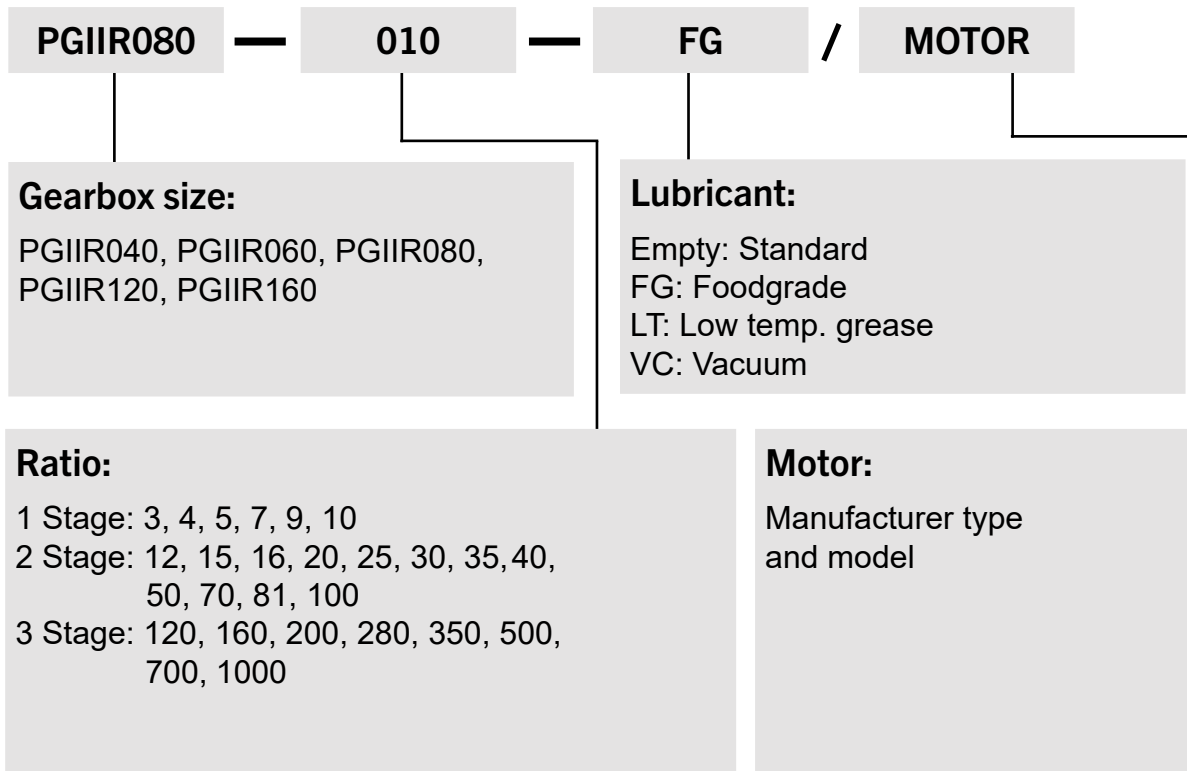 PGIIR080 — 010 — FG / MOTOR
Gearbox size:
PGIIR040, PGIIR060, PGIIR080,
PGIIR120, PGIIR160
Lubricant:
Empty: Standard
FG: Foodgrade
LT: Low temp. grease
VC: Vacuum
Ratio:
1 Stage: 3, 4, 5, 7, 9, 10
2 Stage: 12, 15, 16, 20, 25, 30, 35, 40,
50, 70, 81, 100
3 Stage: 120, 160, 200, 280, 350, 500,
700, 1000
Motor:
Manufacturer type
and model